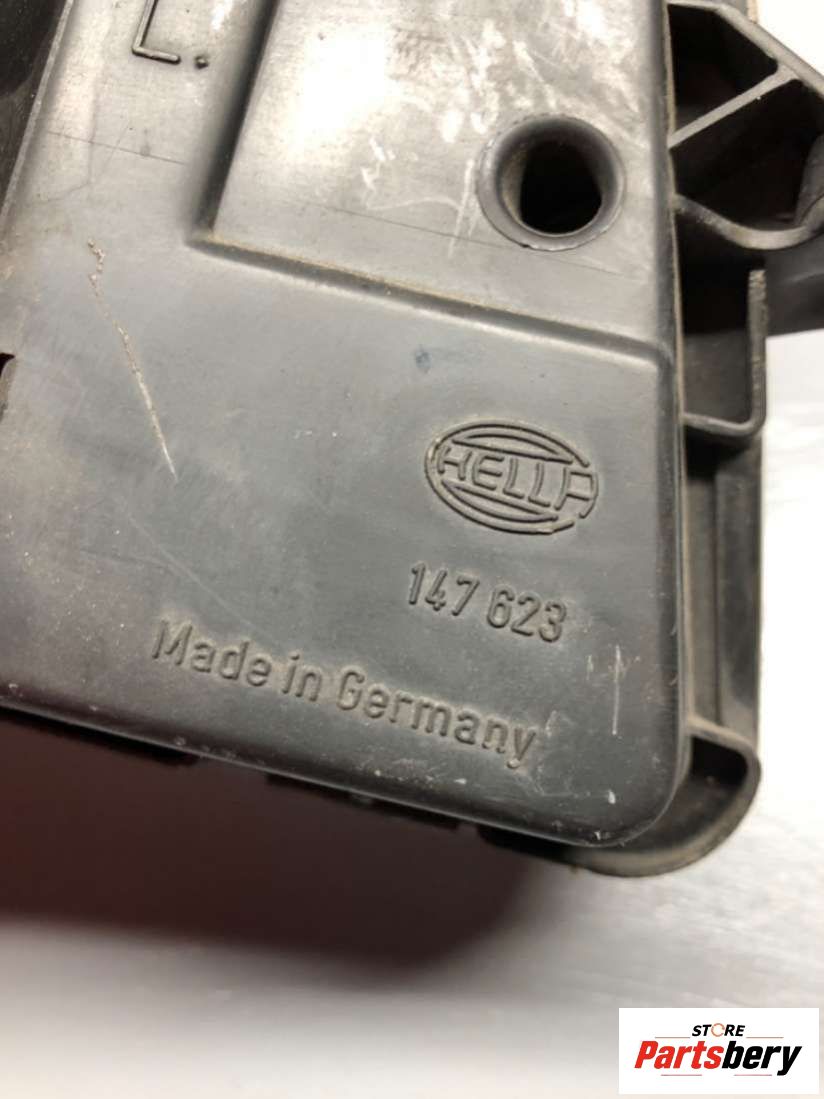 L.
HELLA
147 623
Made in Germany
STORE
Partsbery